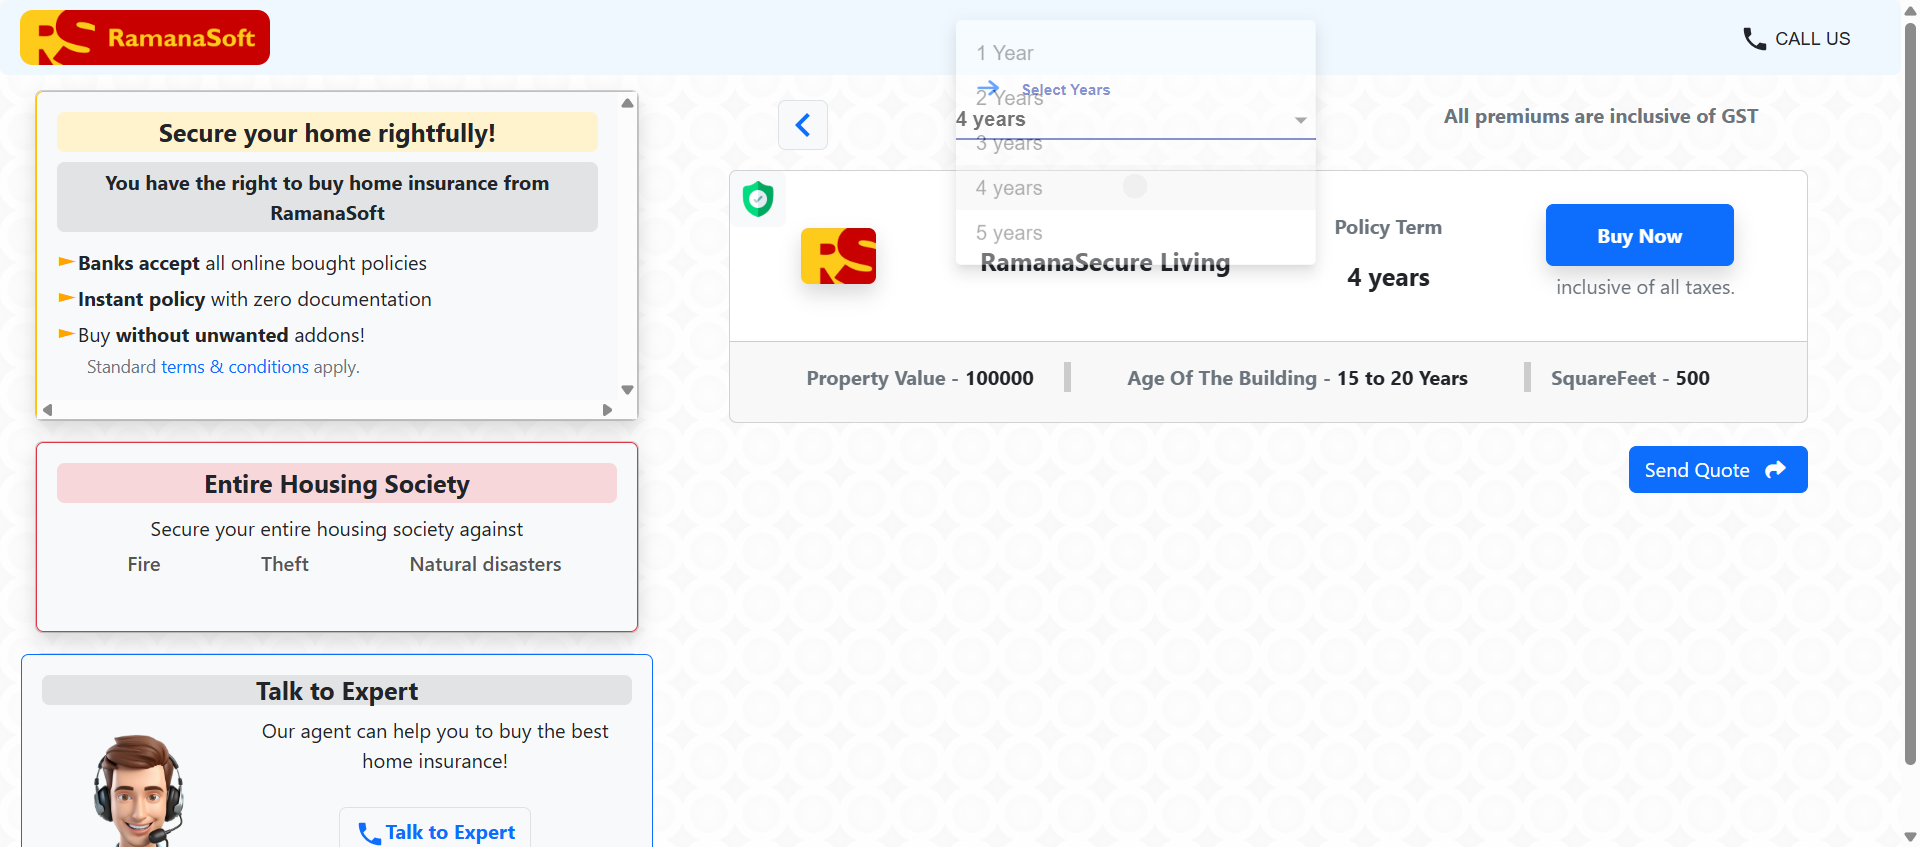 RS RamanaSoft
CALL US
Secure your home rightfully!
You have the right to buy home insurance from
RamanaSoft
Banks accept all online bought policies
Instant policy with zero documentation
Buy without unwanted addons!
Standard terms & conditions apply.
Entire Housing Society
Secure your entire housing society against
Fire Theft Natural disasters
Talk to Expert
Our agent can help you to buy the best
home insurance!
Talk to Expert
1 Year
Select Years
2 Years
4 years
3 years
4 years
5 years
All premiums are inclusive of GST
RS
RamanaSecure Living
Policy Term
4 years
Buy Now
inclusive of all taxes.
Property Value - 100000
Age Of The Building - 15 to 20 Years
SquareFeet - 500
Send Quote